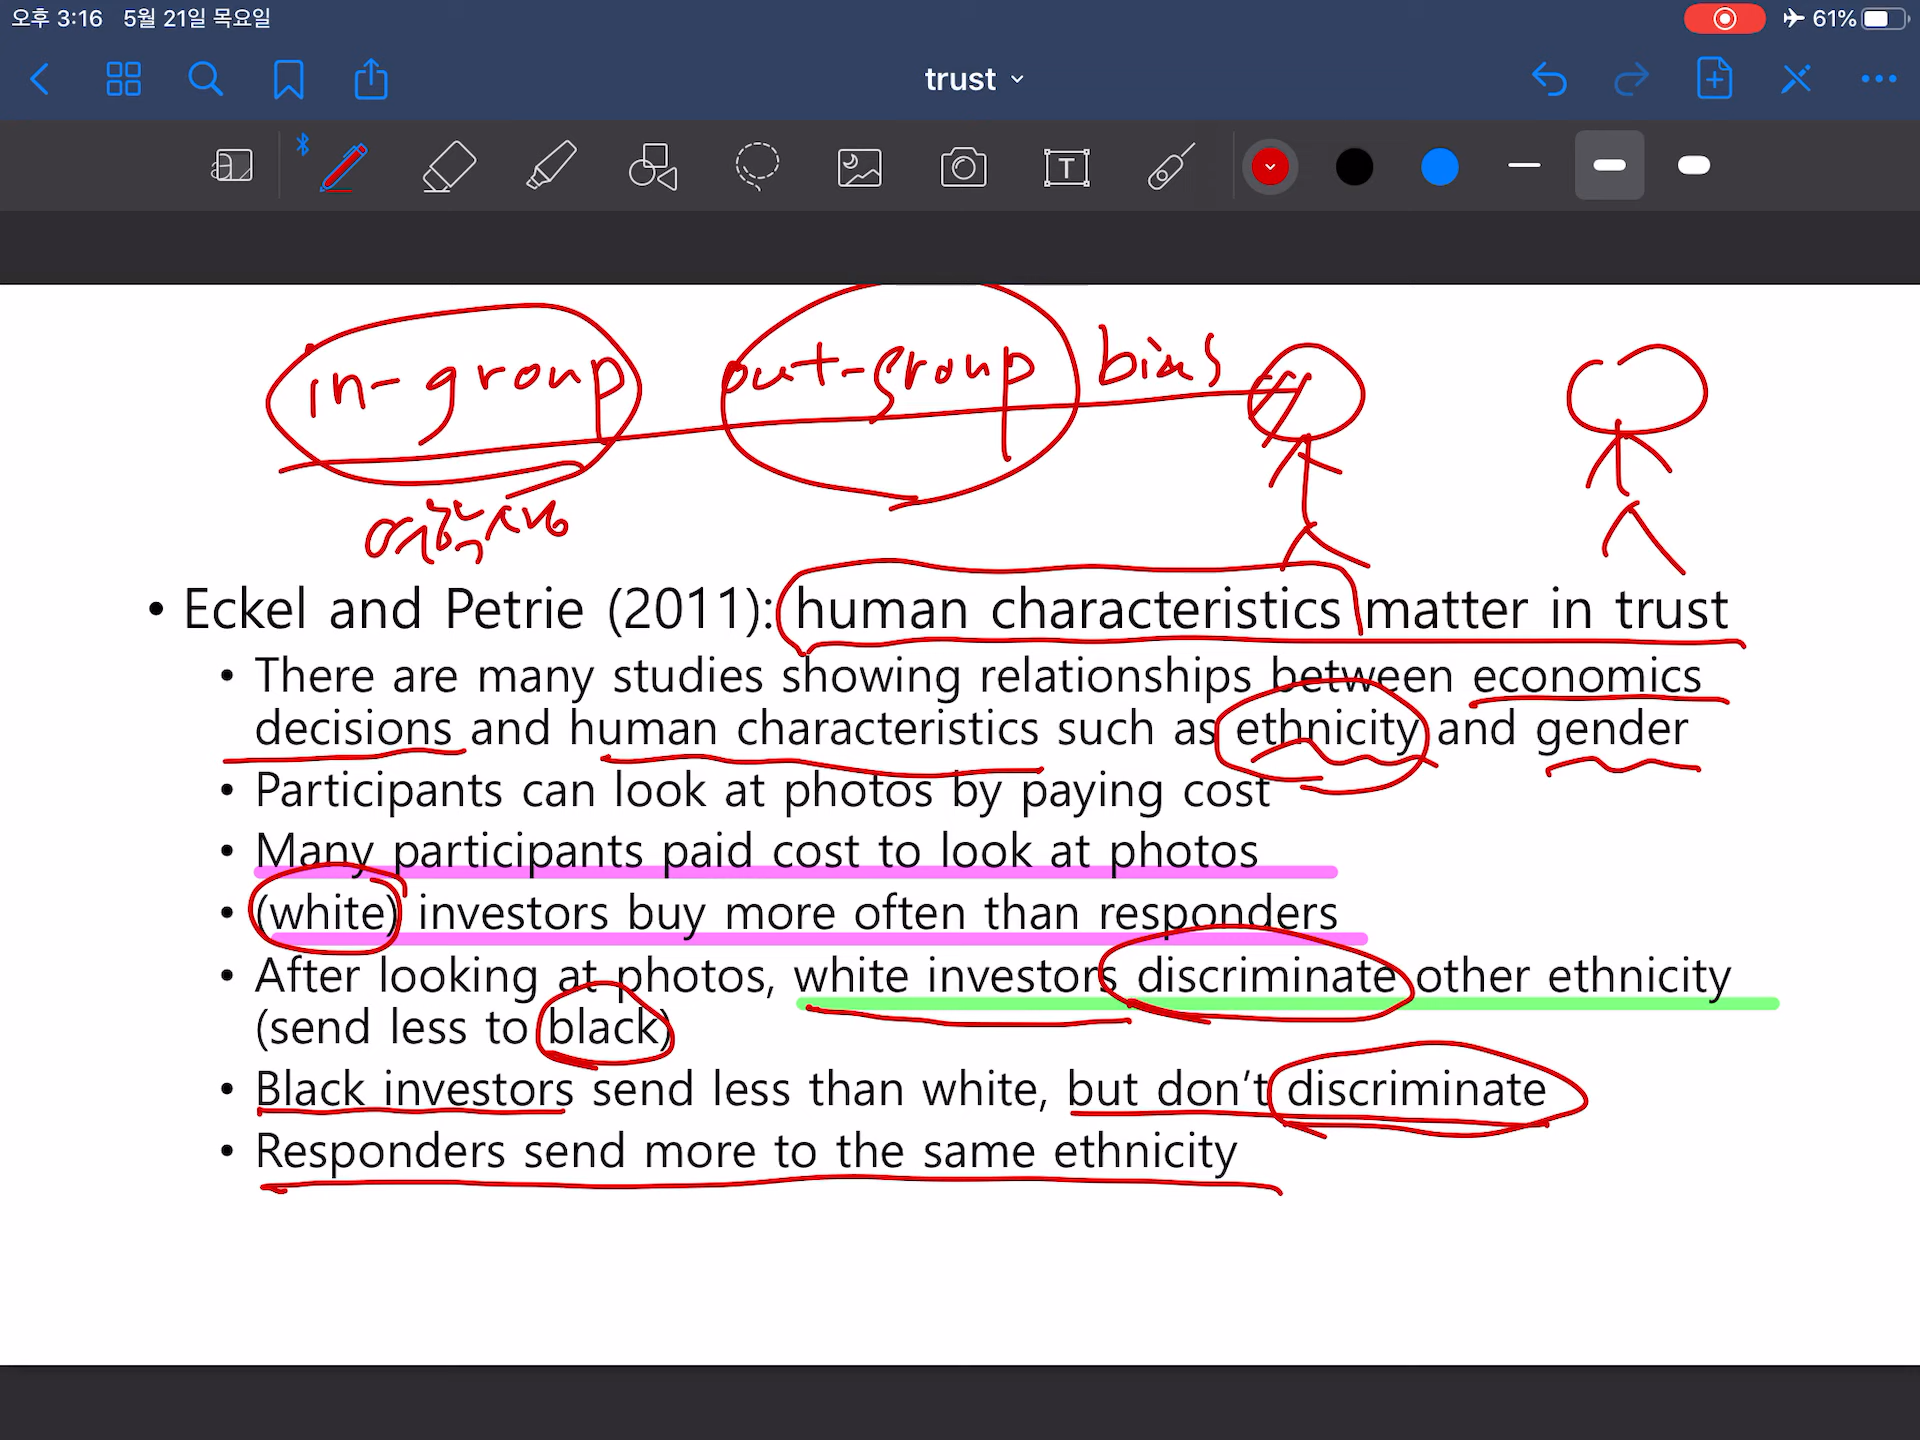 오후 3:16 5월 21일 목요일
61%
trust
in-group out-group bias
• Eckel and Petrie (2011): human characteristics matter in trust
• There are many studies showing relationships between economics
decisions and human characteristics such as ethnicity and gender
• Participants can look at photos by paying cost
• Many participants paid cost to look at photos
• (white) investors buy more often than responders
• After looking at photos, white investors discriminate other ethnicity
(send less to black)
• Black investors send less than white, but don't discriminate
• Responders send more to the same ethnicity